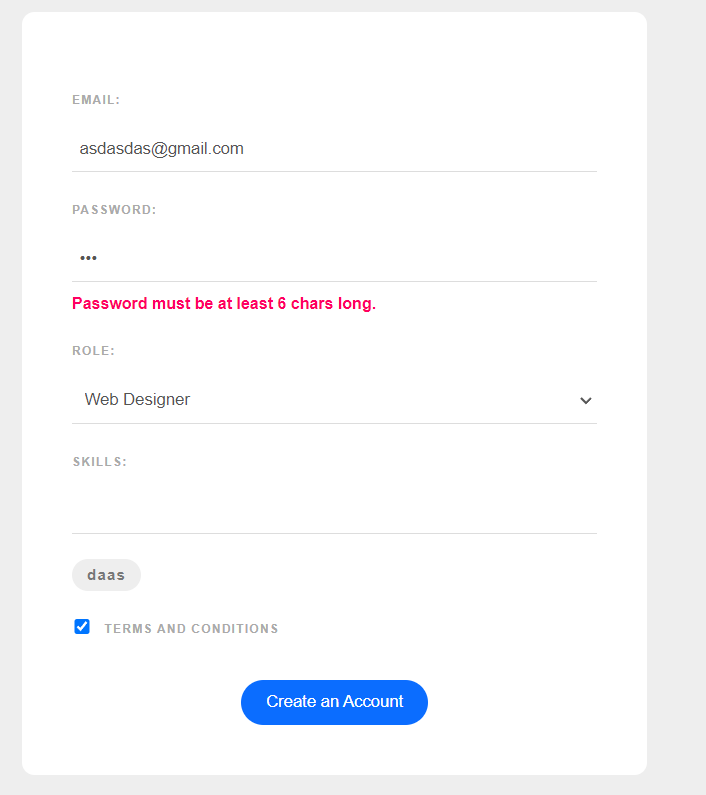 EMAIL:
asdasdas@gmail.com
PASSWORD:
•••
Password must be at least 6 chars long.
ROLE:
Web Designer
SKILLS:
daas
TERMS AND CONDITIONS
Create an Account